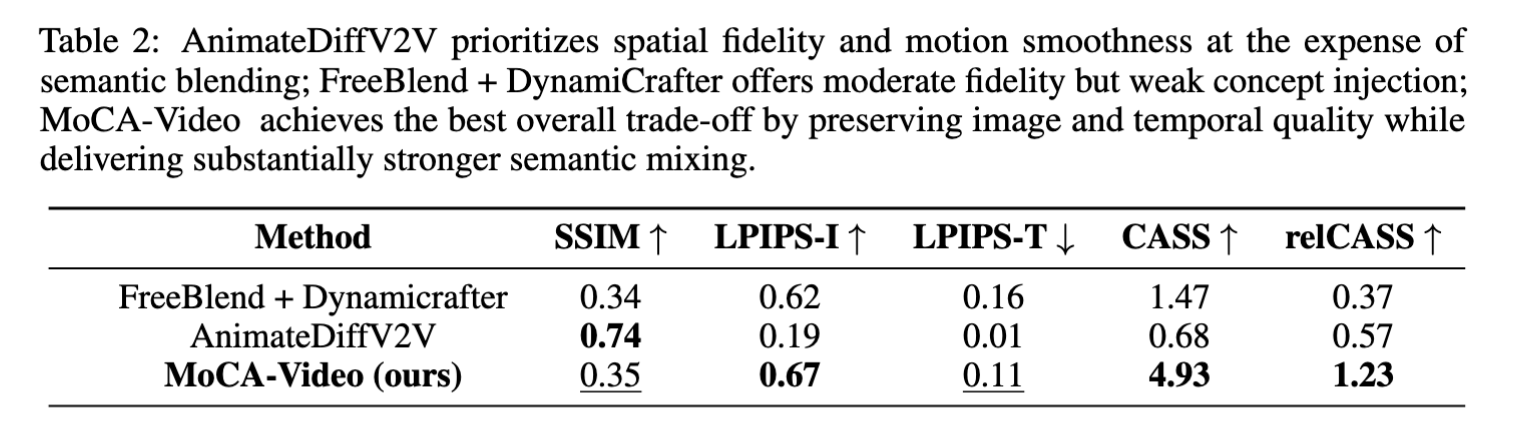 Table 2: AnimateDiffV2V prioritizes spatial fidelity and motion smoothness at the expense of
semantic blending; FreeBlend + DynamiCrafter offers moderate fidelity but weak concept injection;
MoCA-Video achieves the best overall trade-off by preserving image and temporal quality while
delivering substantially stronger semantic mixing.
Method SSIM ↑ LPIPS-I ↑ LPIPS-T ↓ CASS ↑ relCASS ↑
FreeBlend + Dynamicrafter 0.34 0.62 0.16 1.47 0.37
AnimateDiffV2V 0.74 0.19 0.01 0.68 0.57
MoCA-Video (ours) 0.35 0.67 0.11 4.93 1.23